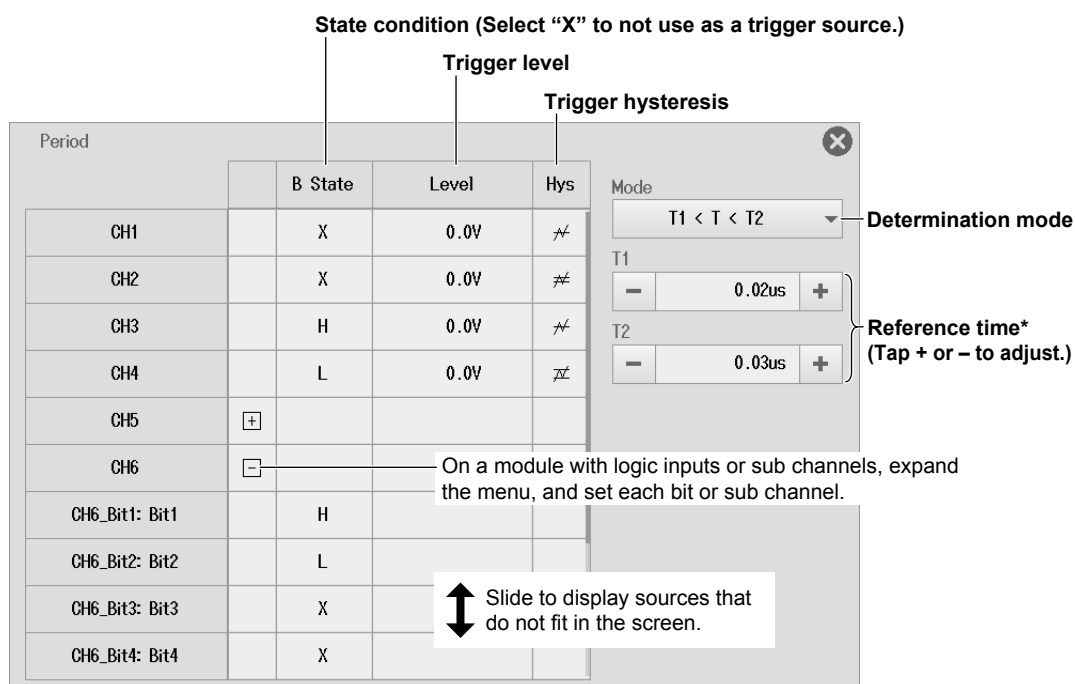 State condition (Select “X” to not use as a trigger source.)
Trigger level
Trigger hysteresis
Period
B State Level Hys
Mode
T1 < T < T2
Determination mode
CH1 X 0.0V
T1
CH2 X 0.0V
− 0.02us +
CH3 H 0.0V
T2
Reference time*
(Tap + or – to adjust.)
CH4 L 0.0V
− 0.03us +
CH5 +
CH6 −
On a module with logic inputs or sub channels, expand
the menu, and set each bit or sub channel.
CH6_Bit1: Bit1 H
CH6_Bit2: Bit2 L
Slide to display sources that
do not fit in the screen.
CH6_Bit3: Bit3 X
CH6_Bit4: Bit4 X